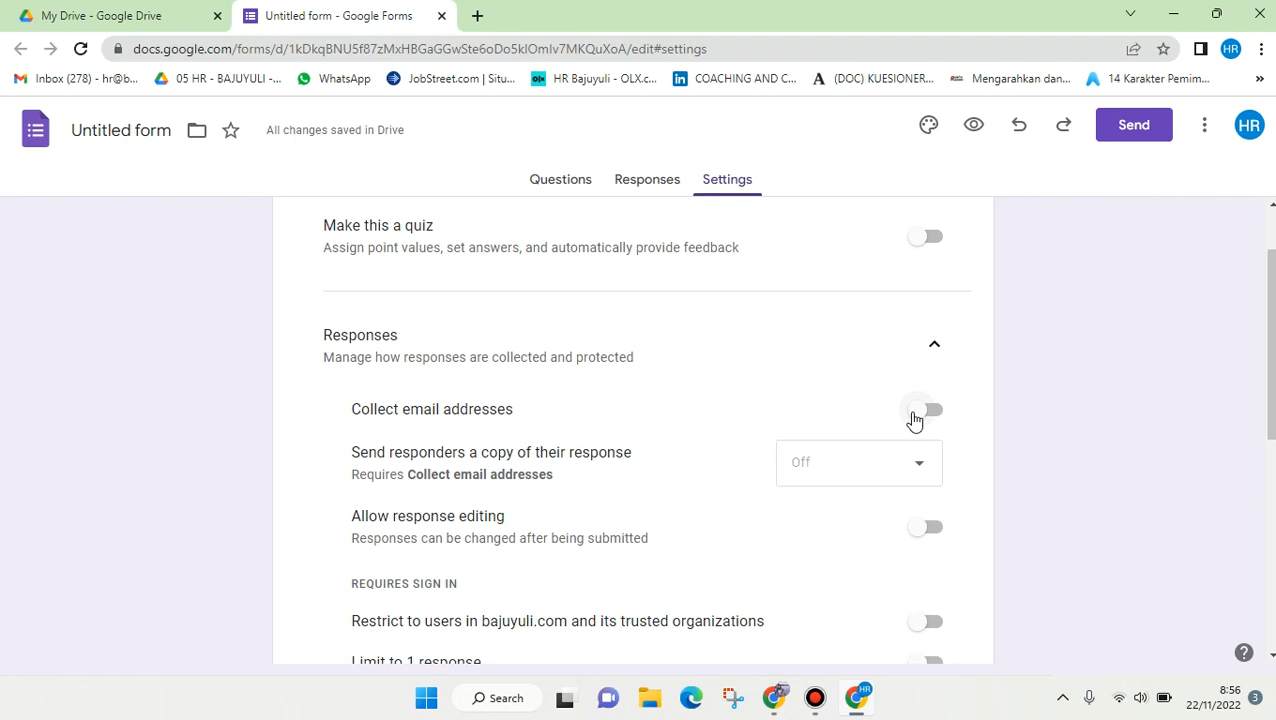 My Drive - Google Drive
Untitled form - Google Forms
docs.google.com/forms/d/1kDkqBNU5f87zMxHBGaGGwSte6oDo5klOmIv7MKQuXoA/edit#settings
HR
Inbox (278) - hr@b...
05 HR - BAJUYULI -...
WhatsApp
JobStreet.com | Situ...
HR Bajuyuli - OLX.c...
COACHING AND C...
(DOC) KUESIONER...
Mengarahkan dan...
14 Karakter Pemim...
Untitled form
All changes saved in Drive
Send
HR
Questions
Responses
Settings
Make this a quiz
Assign point values, set answers, and automatically provide feedback
Responses
Manage how responses are collected and protected
Collect email addresses
Send responders a copy of their response
Off
Requires Collect email addresses
Allow response editing
Responses can be changed after being submitted
REQUIRES SIGN IN
Restrict to users in bajuyuli.com and its trusted organizations
Limit to 1 response
Search
HR
8:56
22/11/2022
3